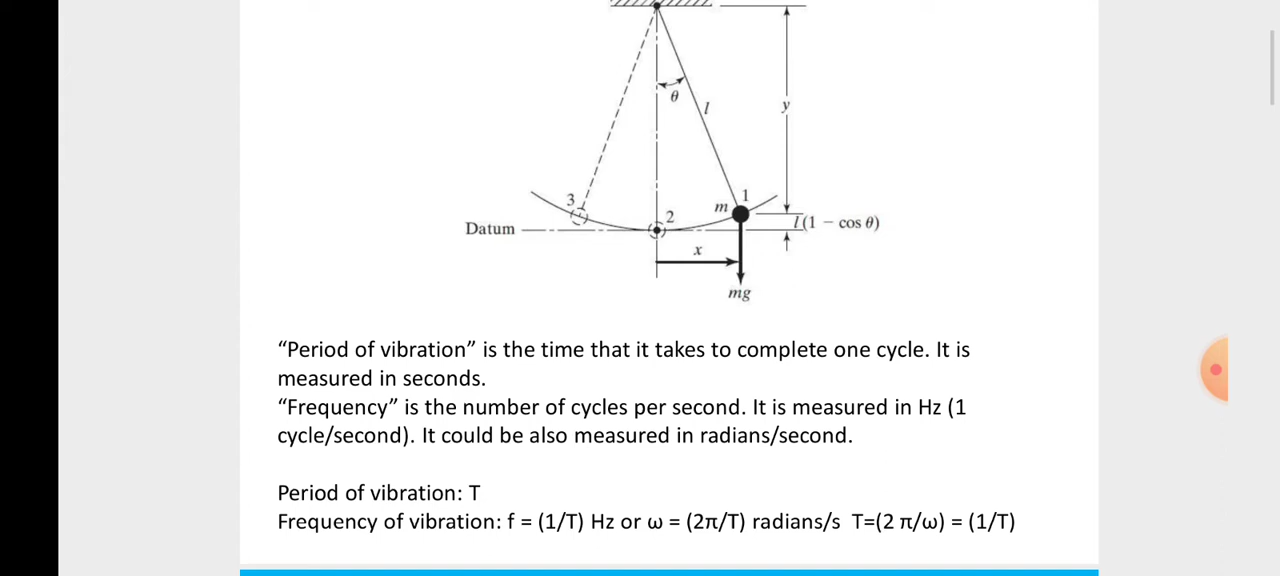 y
θ
l
3
1
m
2
Datum
l(1 − cos θ)
x
mg
“Period of vibration” is the time that it takes to complete one cycle. It is
measured in seconds.
“Frequency” is the number of cycles per second. It is measured in Hz (1
cycle/second). It could be also measured in radians/second.
Period of vibration: T
Frequency of vibration: f = (1/T) Hz or ω = (2π/T) radians/s  T=(2 π/ω) = (1/T)